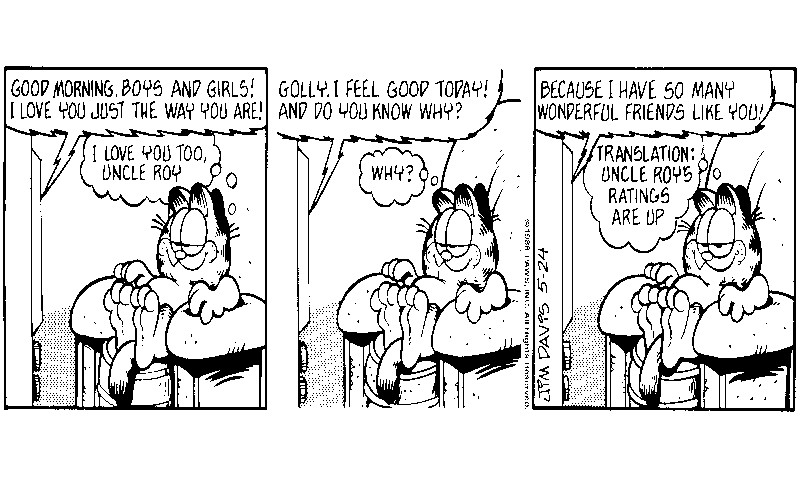 GOOD MORNING, BOYS AND GIRLS!
I LOVE YOU JUST THE WAY YOU ARE!
I LOVE YOU TOO,
UNCLE ROY
GOLLY, I FEEL GOOD TODAY!
AND DO YOU KNOW WHY?
WHY?
BECAUSE I HAVE SO MANY
WONDERFUL FRIENDS LIKE YOU!
TRANSLATION:
UNCLE ROY'S
RATINGS
ARE UP
JIM DAVIS 5-24